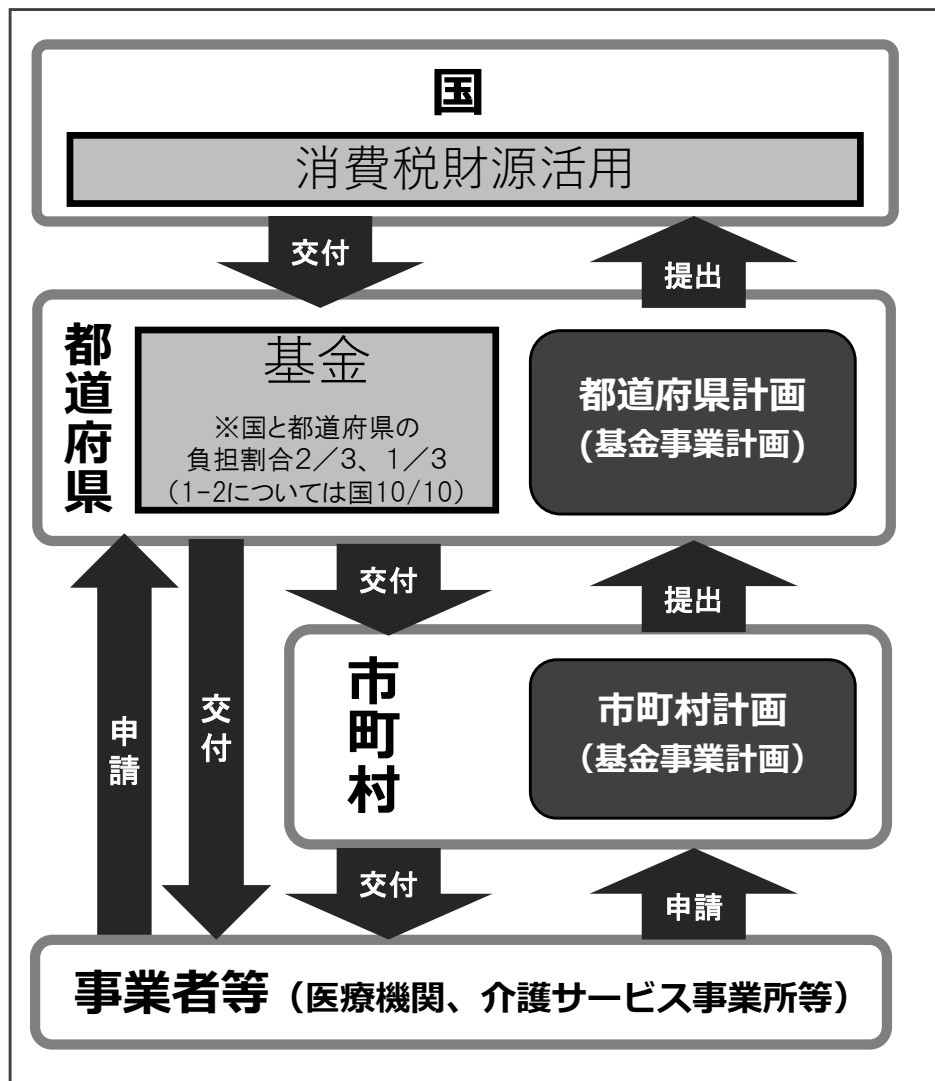 国
消費税財源活用
交付
提出
都道府県
基金
※国と都道府県の
負担割合2／3、1／3
（1-2については国10/10）
都道府県計画
(基金事業計画)
交付
提出
申請
交付
市町村
市町村計画
（基金事業計画）
交付
申請
事業者等（医療機関、介護サービス事業所等）